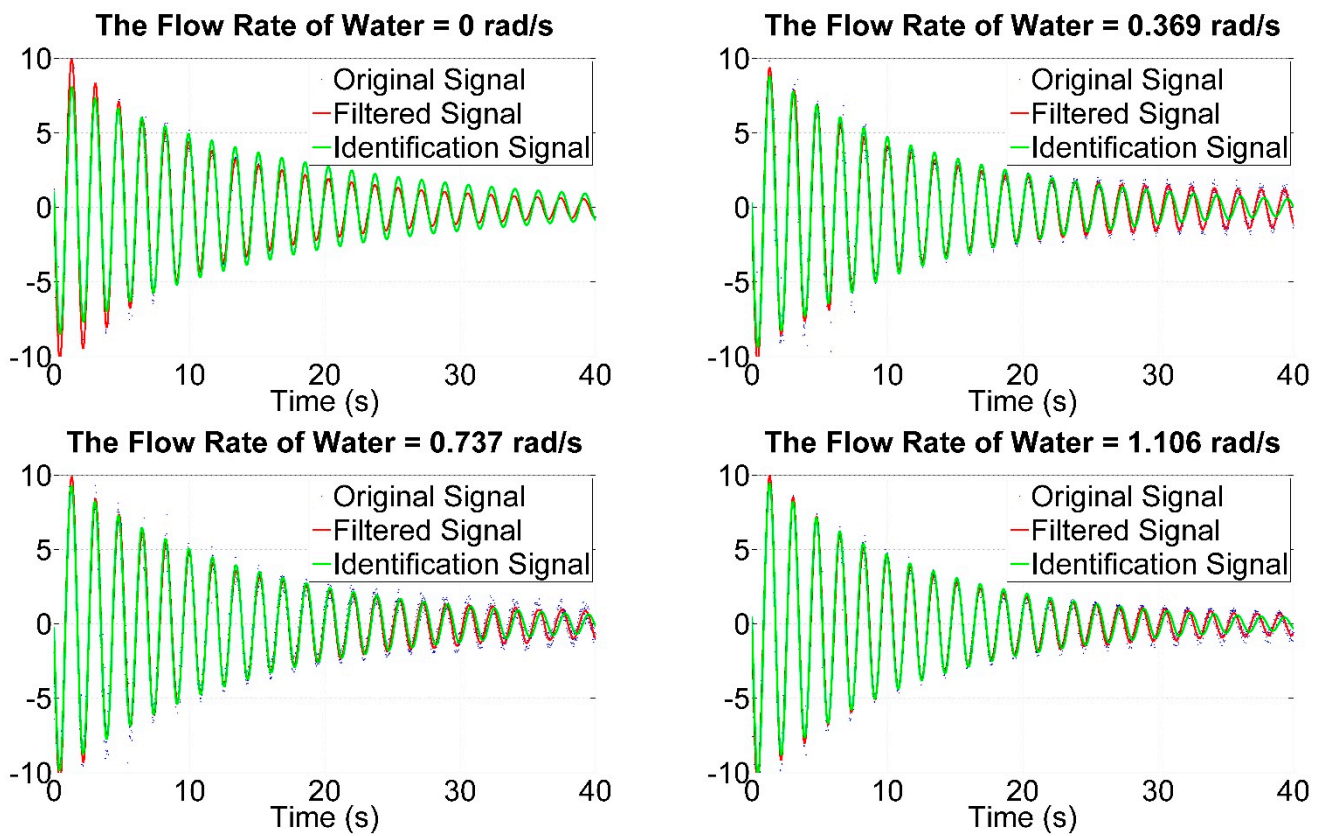 The Flow Rate of Water = 0 rad/s
10
5
0
-5
-10
Original Signal
Filtered Signal
Identification Signal
0 10 20 30 40
Time (s)
The Flow Rate of Water = 0.369 rad/s
10
5
0
-5
-10
Original Signal
Filtered Signal
Identification Signal
0 10 20 30 40
Time (s)
The Flow Rate of Water = 0.737 rad/s
10
5
0
-5
-10
Original Signal
Filtered Signal
Identification Signal
0 10 20 30 40
Time (s)
The Flow Rate of Water = 1.106 rad/s
10
5
0
-5
-10
Original Signal
Filtered Signal
Identification Signal
0 10 20 30 40
Time (s)